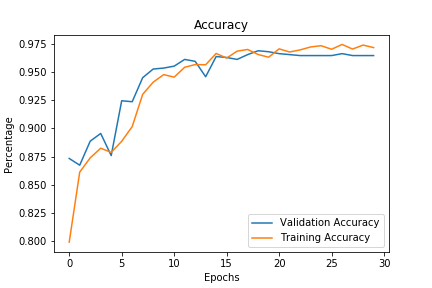 Accuracy
0.975
0.950
0.925
0.900
0.875
0.850
0.825
0.800
Percentage
Validation Accuracy
Training Accuracy
0 5 10 15 20 25 30
Epochs